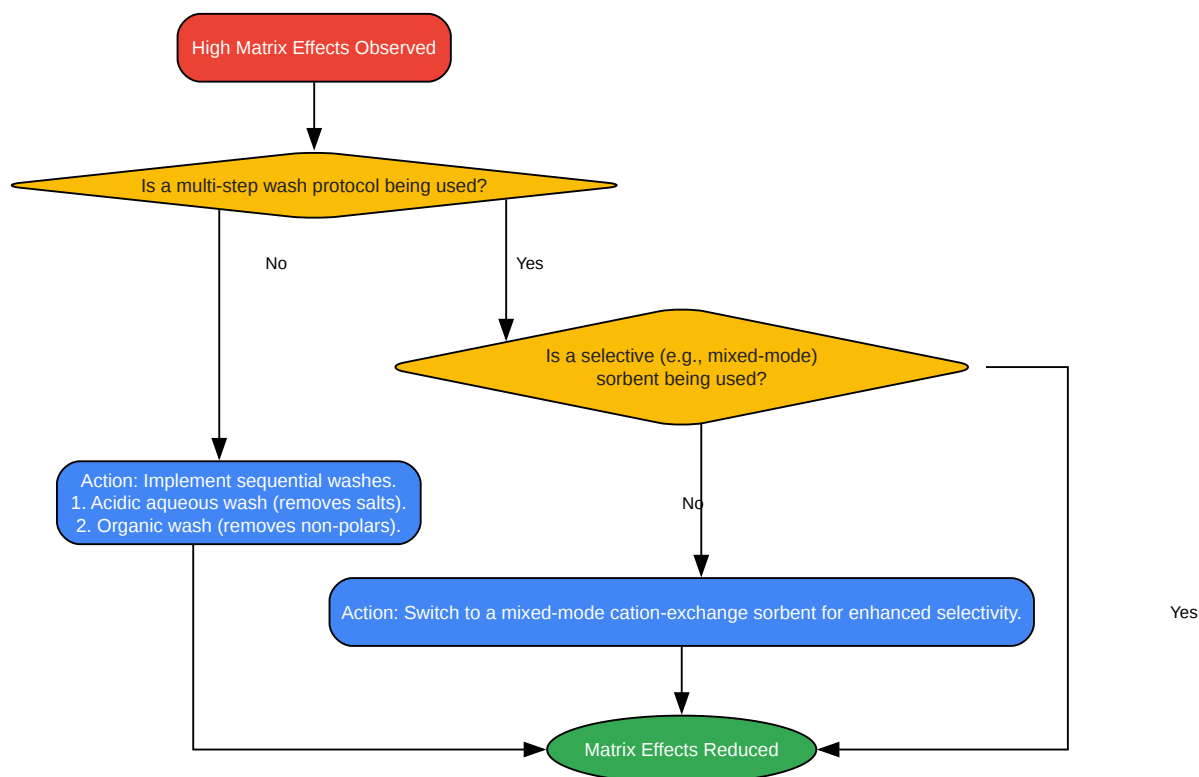 High Matrix Effects Observed
Is a multi-step wash protocol being used?
No
Yes
Is a selective (e.g., mixed-mode)
sorbent being used?
Action: Implement sequential washes.
1. Acidic aqueous wash (removes salts).
2. Organic wash (removes non-polars).
No
Action: Switch to a mixed-mode cation-exchange sorbent for enhanced selectivity.
Yes
Matrix Effects Reduced